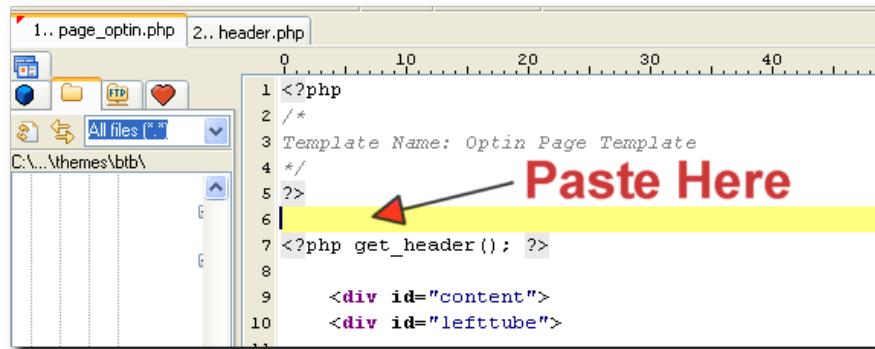 1.. page_optin.php 2.. header.php
0 10 20 30 40
FTP
All files (*.*)
C:\...\themes\btb\
1 <?php
2 /*
3 Template Name: Optin Page Template
4 */
5 ?>
Paste Here
6
7 <?php get_header(); ?>
8
9 <div id="content">
10 <div id="lefttube">